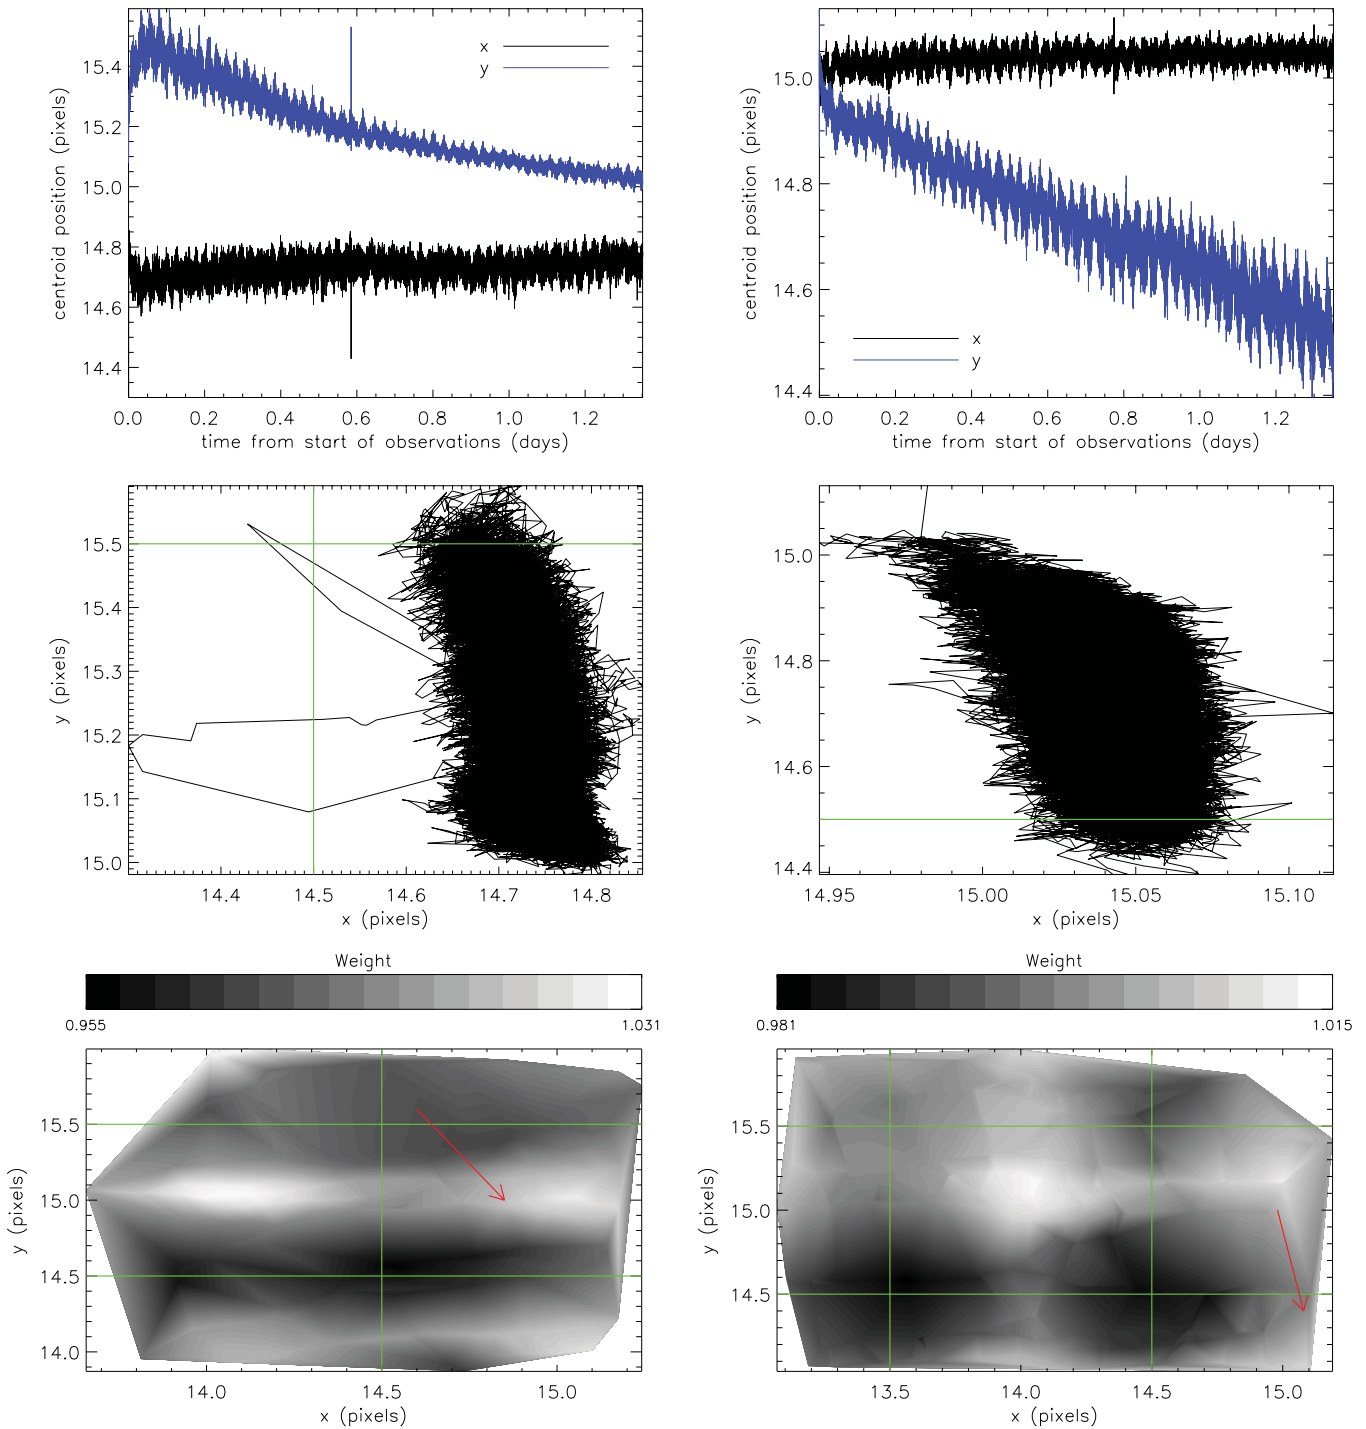 centroid position (pixels)
15.4
15.2
15.0
14.8
14.6
14.4
x
y
0.0 0.2 0.4 0.6 0.8 1.0 1.2
time from start of observations (days)
centroid position (pixels)
15.0
14.8
14.6
14.4
x
y
0.0 0.2 0.4 0.6 0.8 1.0 1.2
time from start of observations (days)
y (pixels)
15.5
15.4
15.3
15.2
15.1
15.0
14.4 14.5 14.6 14.7 14.8
x (pixels)
y (pixels)
15.0
14.8
14.6
14.4
14.95 15.00 15.05 15.10
x (pixels)
Weight
0.955 1.031
y (pixels)
15.5
15.0
14.5
14.0
14.0 14.5 15.0
x (pixels)
Weight
0.981 1.015
y (pixels)
15.5
15.0
14.5
13.5 14.0 14.5 15.0
x (pixels)